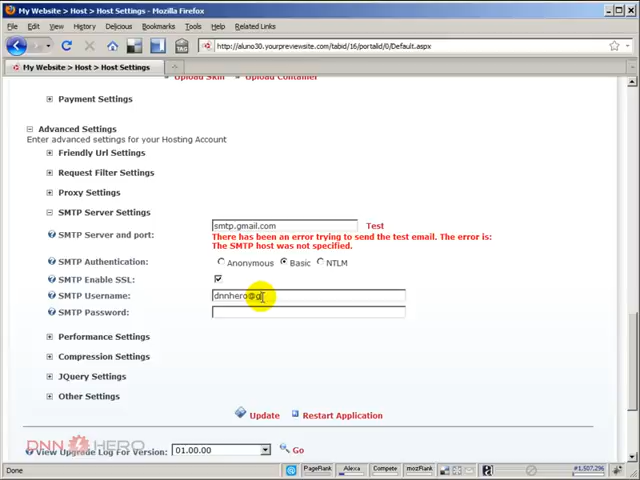 My Website > Host > Host Settings - Mozilla Firefox
File Edit View History Delicious Bookmarks Tools ScrapBook Help Related Links
http://aluno30.yourpreviewsite.com/tabid/16/portalid/0/Default.aspx
My Website > Host > Host Settings
Upload Skin Upload Container
Payment Settings
Advanced Settings
Enter advanced settings for your Hosting Account
Friendly Url Settings
Request Filter Settings
Proxy Settings
SMTP Server Settings
smtp.gmail.com Test
SMTP Server and port: There has been an error trying to send the test email. The error is:
The SMTP host was not specified.
SMTP Authentication: Anonymous Basic NTLM
SMTP Enable SSL:
SMTP Username: dnnhero@g
SMTP Password:
Performance Settings
Compression Settings
JQuery Settings
Other Settings
Update Restart Application
DNN HERO
View Upgrade Log For Version: 01.00.00 Go
Done PageRank Alexa Compete mozRank #1,507,296